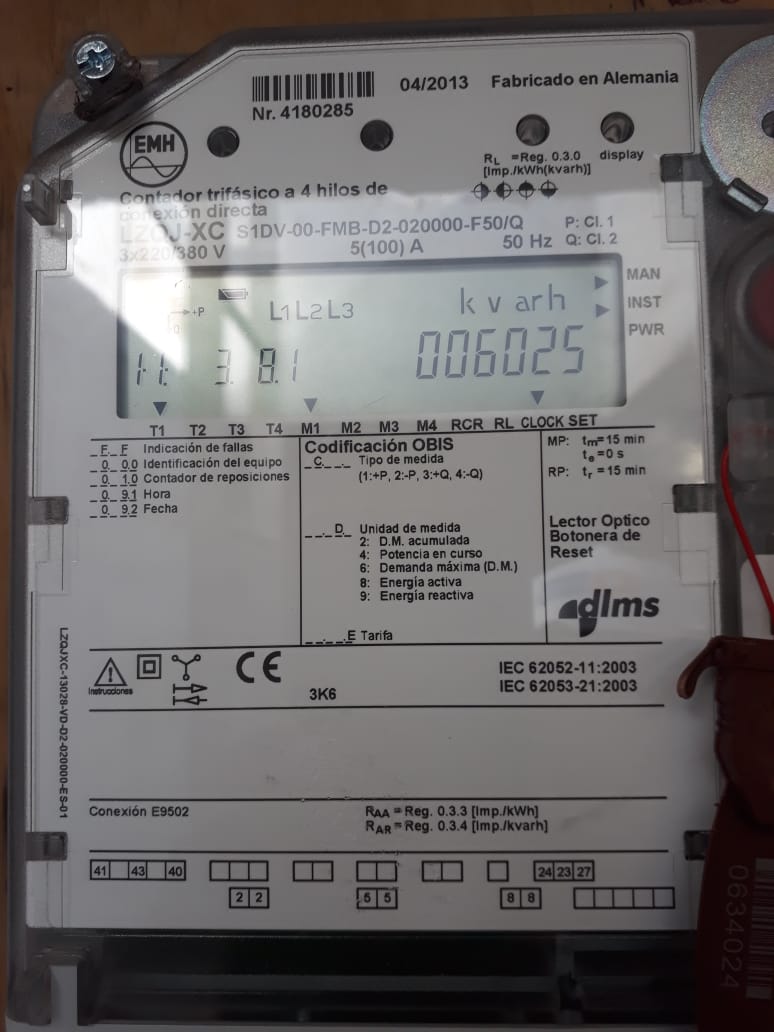 04/2013 Fabricado en Alemania
Nr. 4180285
EMH
RL =Reg. 0.3.0 display
[Imp./kWh(kvarh)]
Contador trifásico a 4 hilos de
conexión directa
LZQJ-XC S1DV-00-FMB-D2-020000-F50/Q P: Cl. 1
3x220/380 V 5(100) A 50 Hz Q: Cl. 2
MAN
+P L1L2L3 kvarh INST
PWR
3. 8.1 006025
T1 T2 T3 T4 M1 M2 M3 M4 RCR RL CLOCK SET
_F_ F Indicación de fallas
_0_ 0.0 Identificación del equipo
_0_ 1.0 Contador de reposiciones
_0_ 9.1 Hora
_0_ 9.2 Fecha
Codificación OBIS
_C_._ Tipo de medida
(1:+P, 2:-P, 3:+Q, 4:-Q)
_ _ D_ Unidad de medida
2: D.M. acumulada
4: Potencia en curso
6: Demanda máxima (D.M.)
8: Energía activa
9: Energía reactiva
_ _._.E Tarifa
MP: tm=15 min
te=0 s
RP: tr =15 min
Lector Optico
Botonera de
Reset
dlms
Instrucciones
CE
3K6
IEC 62052-11:2003
IEC 62053-21:2003
LZQJXC-13028-VD-D2-020000-ES-01
Conexión E9502
RAA = Reg. 0.3.3 [Imp./kWh]
RAR = Reg. 0.3.4 [Imp./kvarh]
41 43 40 24 23 27
2 2 5 5 8 8
0634024